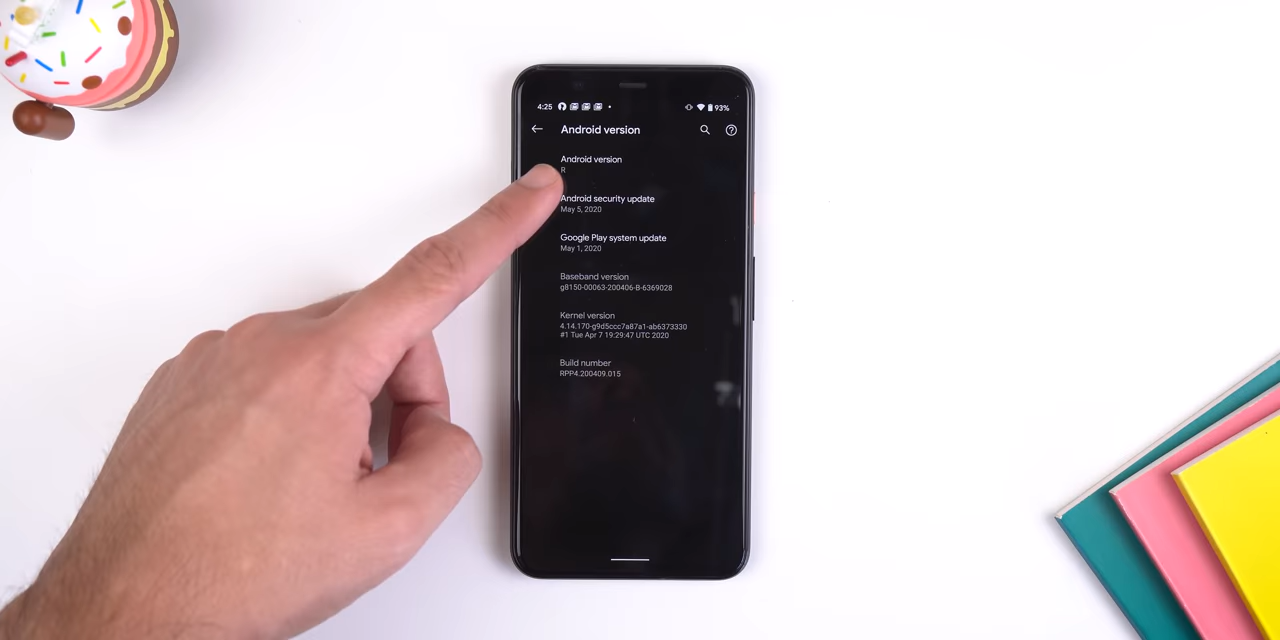 4:25
93%
Android version
Android version
R
Android security update
May 5, 2020
Google Play system update
May 1, 2020
Baseband version
g8150-00063-200406-B-6369028
Kernel version
4.14.170-g9d5ccc7a87a1-ab6373330
#1 Tue Apr 7 19:29:47 UTC 2020
Build number
RPP4.200409.015